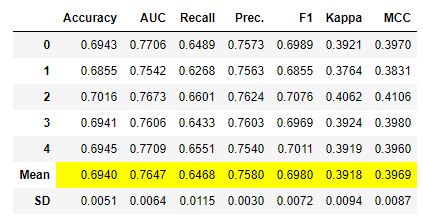 Accuracy AUC Recall Prec. F1 Kappa MCC
0 0.6943 0.7706 0.6489 0.7573 0.6989 0.3921 0.3970
1 0.6855 0.7542 0.6268 0.7563 0.6855 0.3764 0.3831
2 0.7016 0.7673 0.6601 0.7624 0.7076 0.4062 0.4106
3 0.6941 0.7606 0.6433 0.7603 0.6969 0.3924 0.3980
4 0.6945 0.7709 0.6551 0.7540 0.7011 0.3919 0.3960
Mean 0.6940 0.7647 0.6468 0.7580 0.6980 0.3918 0.3969
SD 0.0051 0.0064 0.0115 0.0030 0.0072 0.0094 0.0087